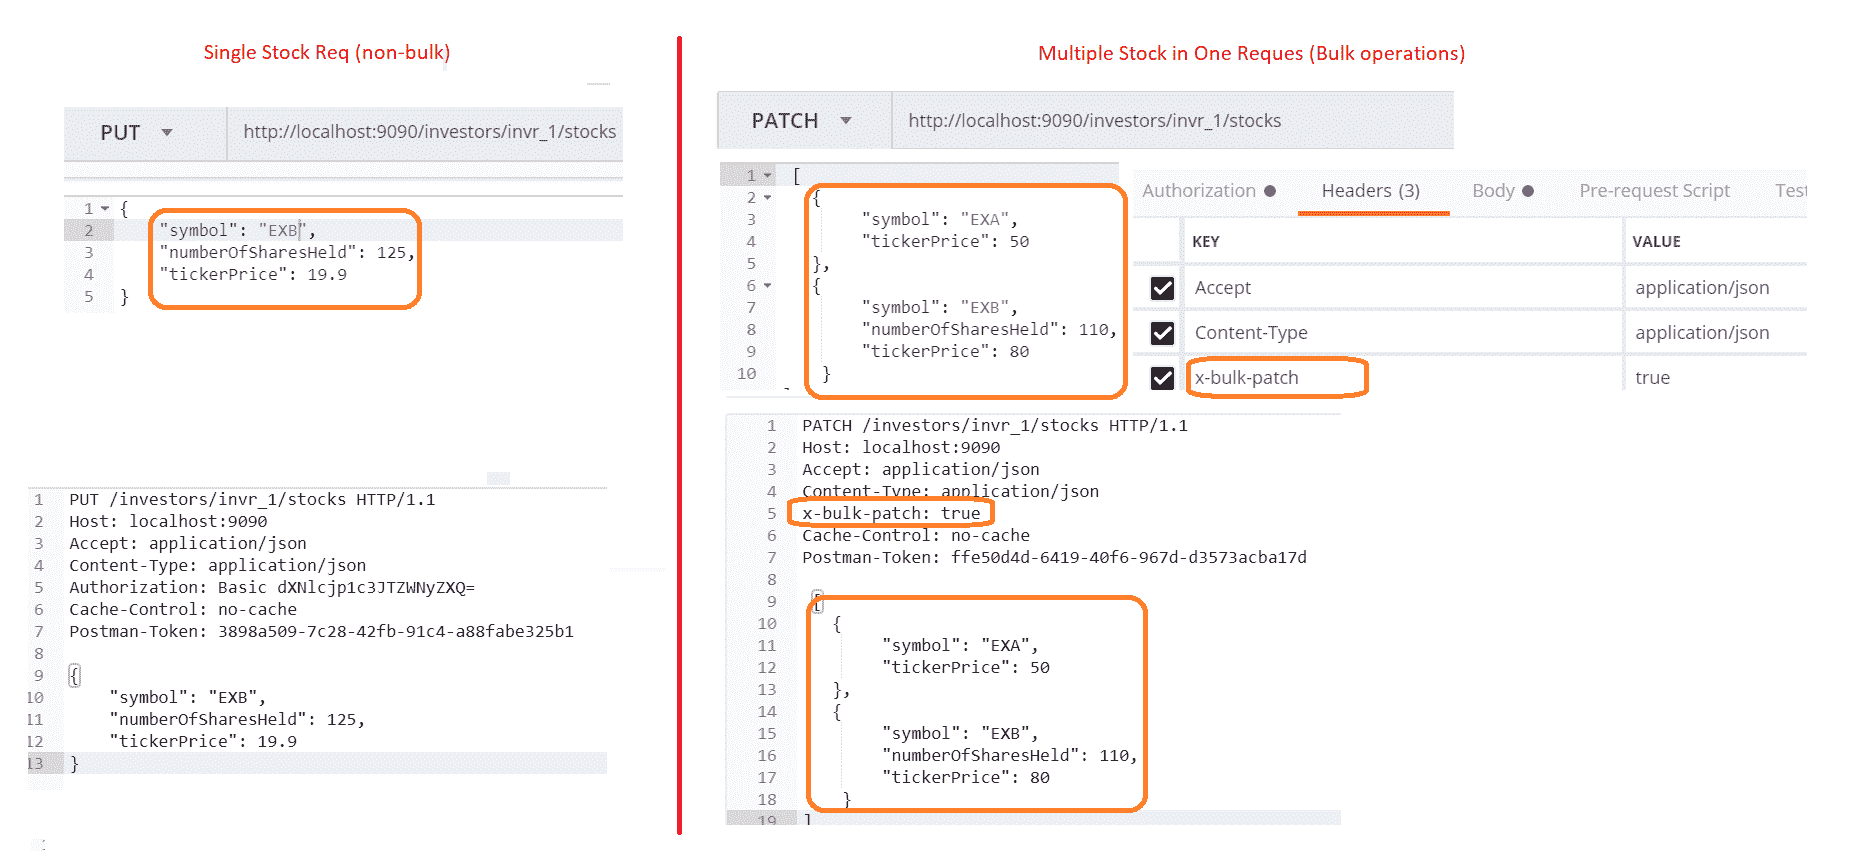 Single Stock Req (non-bulk)
PUT
http://localhost:9090/investors/invr_1/stocks
1 {
2 "symbol": "EXB",
3 "numberOfSharesHeld": 125,
4 "tickerPrice": 19.9
5 }
1 PUT /investors/invr_1/stocks HTTP/1.1
2 Host: localhost:9090
3 Accept: application/json
4 Content-Type: application/json
5 Authorization: Basic dXNlcjp1c3JTZWNyZXQ=
6 Cache-Control: no-cache
7 Postman-Token: 3898a509-7c28-42fb-91c4-a88fabe325b1
8
9 {
10 "symbol": "EXB",
11 "numberOfSharesHeld": 125,
12 "tickerPrice": 19.9
13 }
Multiple Stock in One Reques (Bulk operations)
PATCH
http://localhost:9090/investors/invr_1/stocks
1 [
2 {
3 "symbol": "EXA",
4 "tickerPrice": 50
5 },
6 {
7 "symbol": "EXB",
8 "numberOfSharesHeld": 110,
9 "tickerPrice": 80
10 }
Authorization Headers (3) Body Pre-request Script Test
KEY VALUE
Accept application/json
Content-Type application/json
x-bulk-patch true
1 PATCH /investors/invr_1/stocks HTTP/1.1
2 Host: localhost:9090
3 Accept: application/json
4 Content-Type: application/json
5 x-bulk-patch: true
6 Cache-Control: no-cache
7 Postman-Token: ffe50d4d-6419-40f6-967d-d3573acba17d
8
9 [
10 {
11 "symbol": "EXA",
12 "tickerPrice": 50
13 },
14 {
15 "symbol": "EXB",
16 "numberOfSharesHeld": 110,
17 "tickerPrice": 80
18 }
19 ]